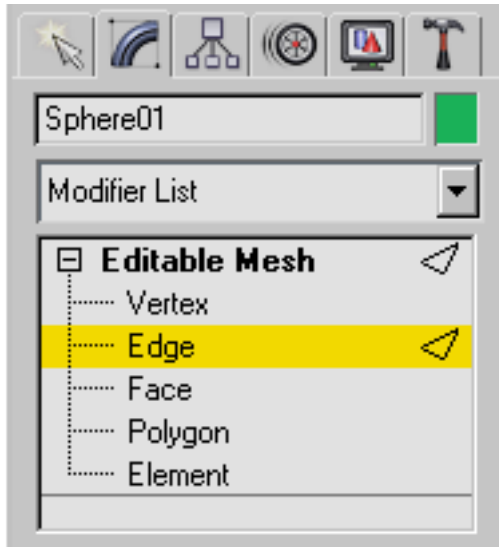 Sphere01
Modifier List
Editable Mesh
Vertex
Edge
Face
Polygon
Element